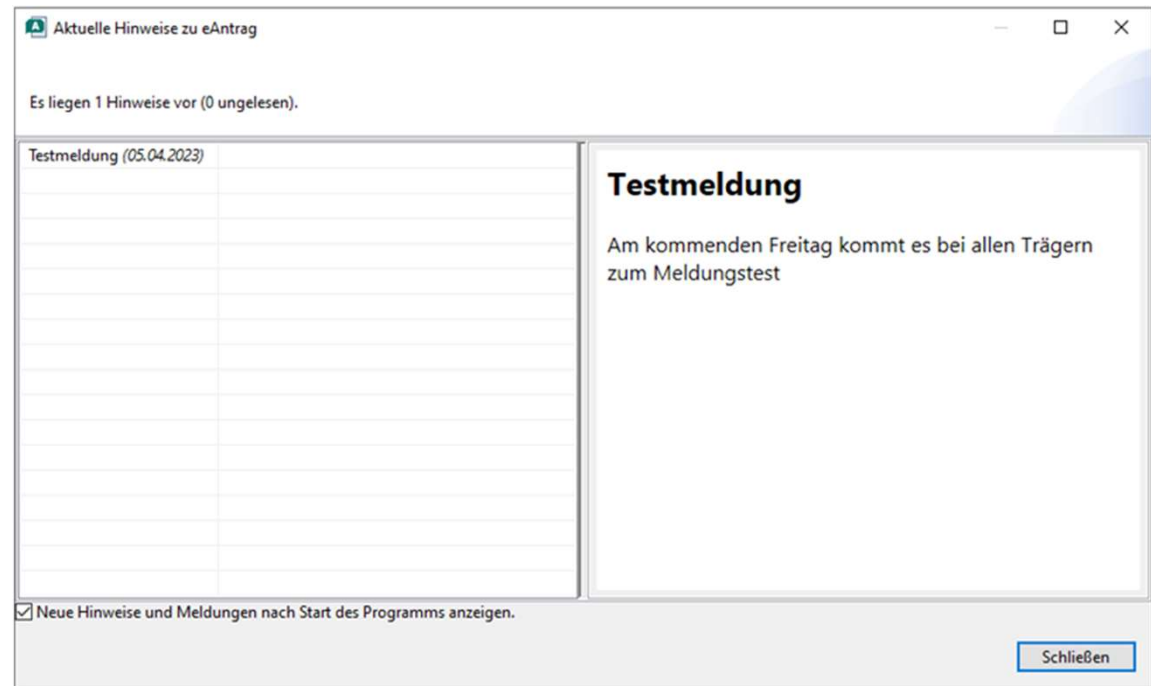 Aktuelle Hinweise zu eAntrag
Es liegen 1 Hinweise vor (0 ungelesen).
Testmeldung (05.04.2023)
Testmeldung
Am kommenden Freitag kommt es bei allen Trägern
zum Meldungstest
Neue Hinweise und Meldungen nach Start des Programms anzeigen.
Schließen